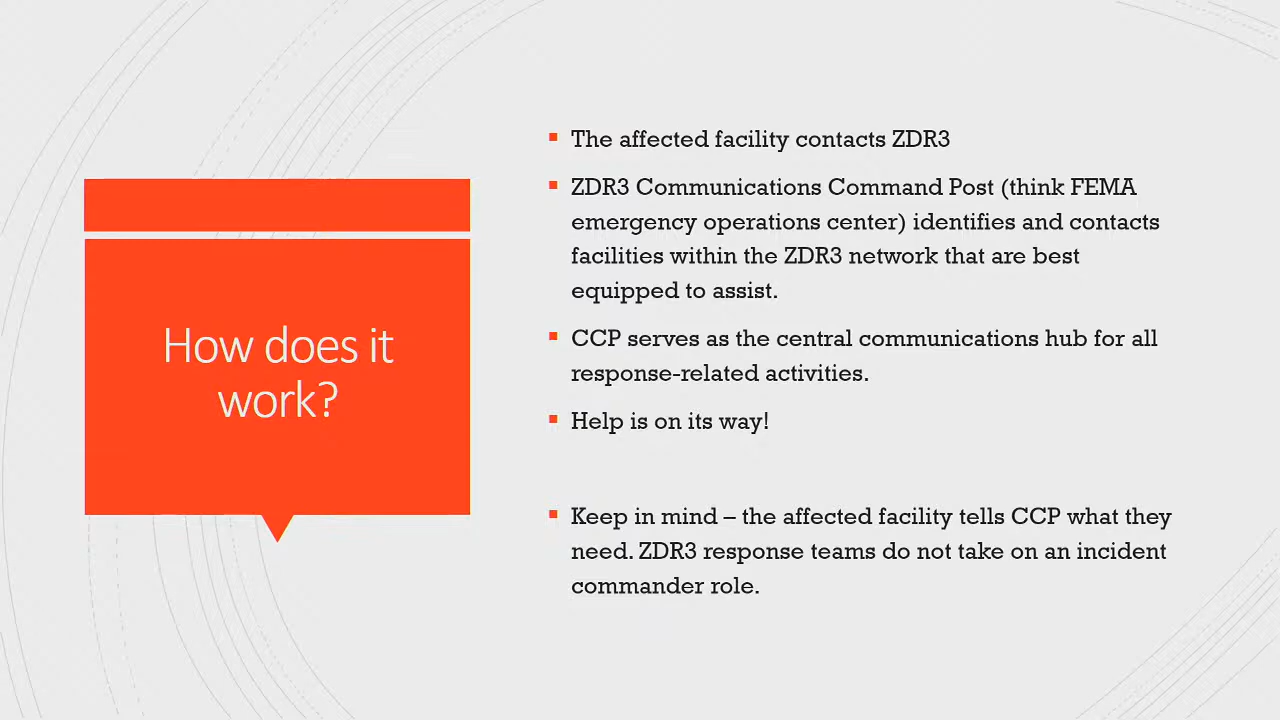 How does it
work?
The affected facility contacts ZDR3
ZDR3 Communications Command Post (think FEMA
emergency operations center) identifies and contacts
facilities within the ZDR3 network that are best
equipped to assist.
CCP serves as the central communications hub for all
response-related activities.
Help is on its way!
Keep in mind – the affected facility tells CCP what they
need. ZDR3 response teams do not take on an incident
commander role.